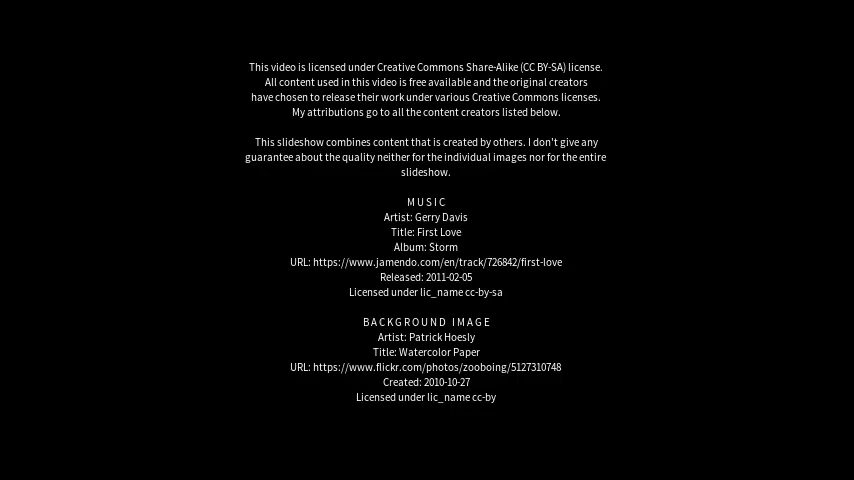 This video is licensed under Creative Commons Share-Alike (CC BY-SA) license.
All content used in this video is free available and the original creators
have chosen to release their work under various Creative Commons licenses.
My attributions go to all the content creators listed below.
This slideshow combines content that is created by others. I don't give any
guarantee about the quality neither for the individual images nor for the entire
slideshow.
MUSIC
Artist: Gerry Davis
Title: First Love
Album: Storm
URL: https://www.jamendo.com/en/track/726842/first-love
Released: 2011-02-05
Licensed under lic_name cc-by-sa
BACKGROUND IMAGE
Artist: Patrick Hoesly
Title: Watercolor Paper
URL: https://www.flickr.com/photos/zooboing/5127310748
Created: 2010-10-27
Licensed under lic_name cc-by